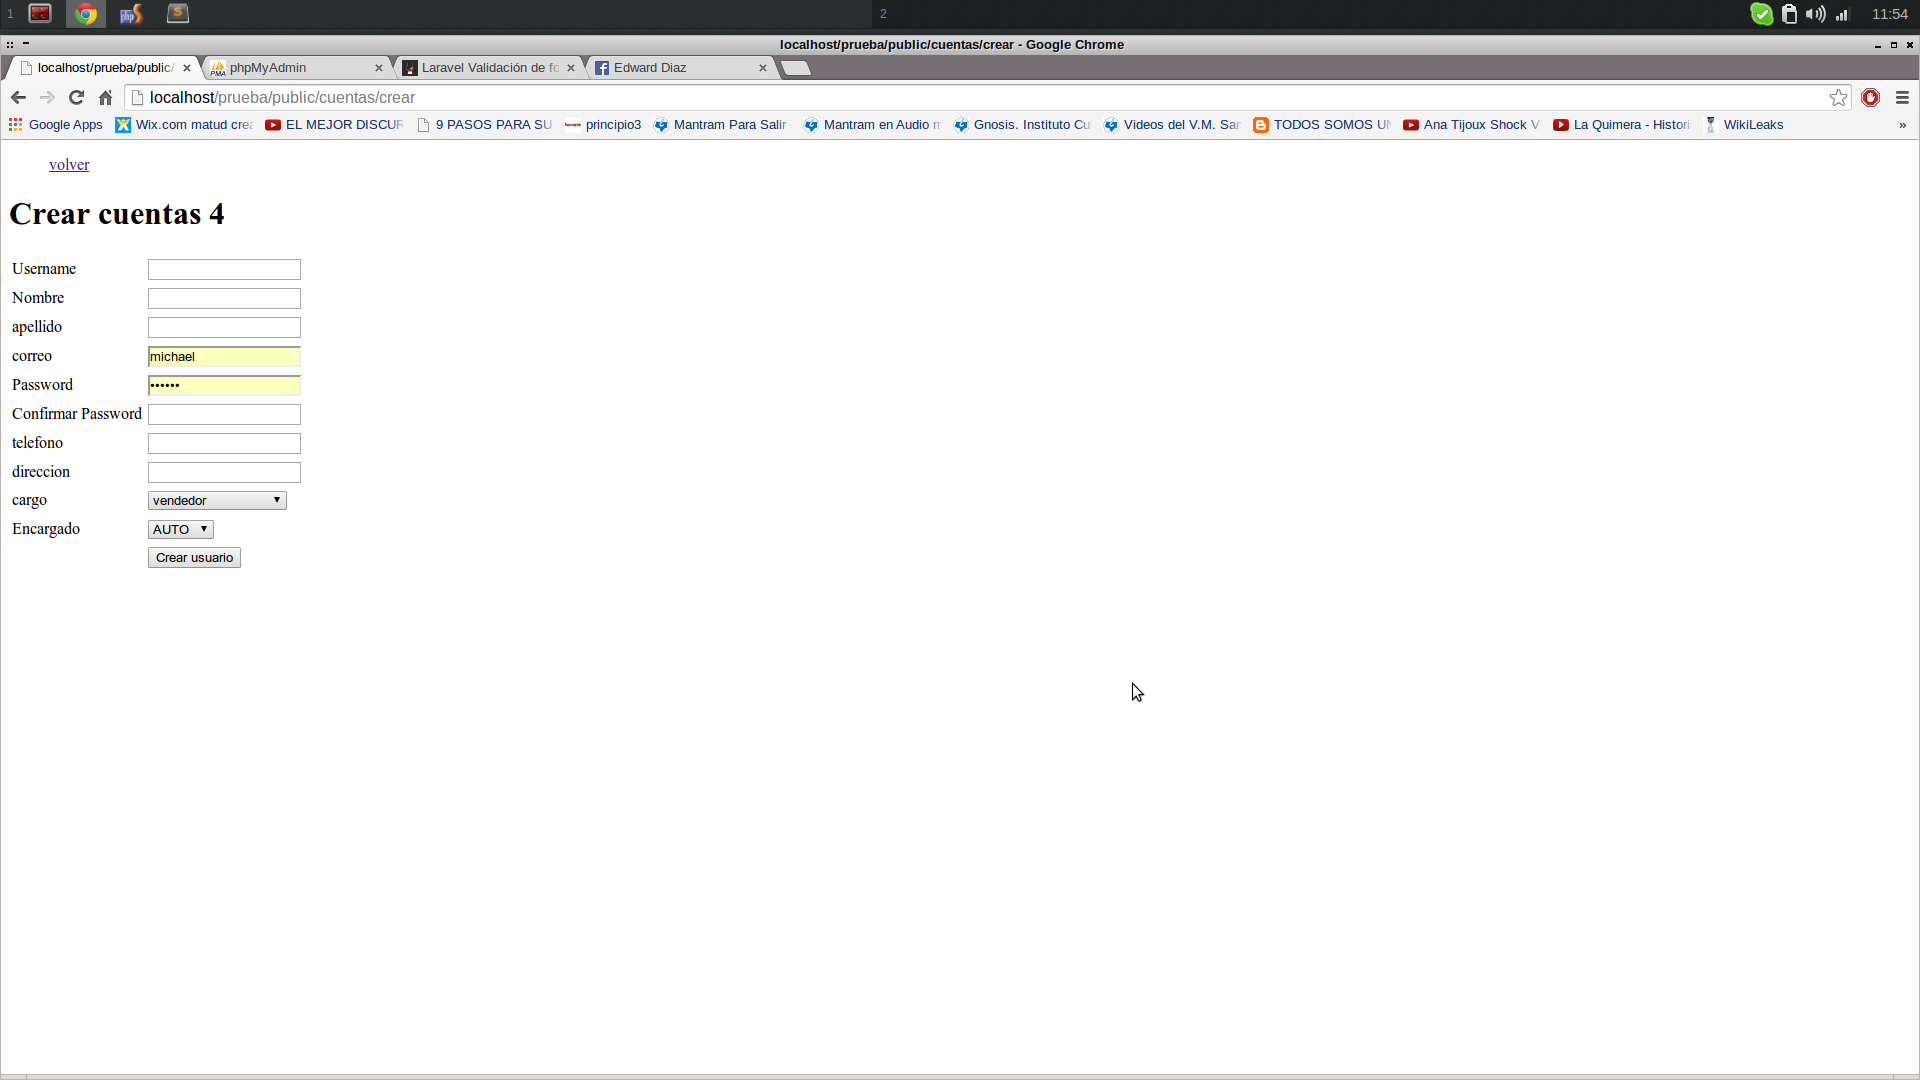 1
2
11:54
localhost/prueba/public/cuentas/crear - Google Chrome
localhost/prueba/public/
phpMyAdmin
Laravel Validación de fo
Edward Diaz
localhost/prueba/public/cuentas/crear
Google Apps
Wix.com matud crea
EL MEJOR DISCUR
9 PASOS PARA SU
principio3
Mantram Para Salir
Mantram en Audio m
Gnosis. Instituto Cu
Videos del V.M. Sam
TODOS SOMOS UN
Ana Tijoux Shock V
La Quimera - Histori
WikiLeaks
»
volver
Crear cuentas 4
Username
Nombre
apellido
correo michael
Password ••••••
Confirmar Password
telefono
direccion
cargo vendedor
Encargado AUTO
Crear usuario